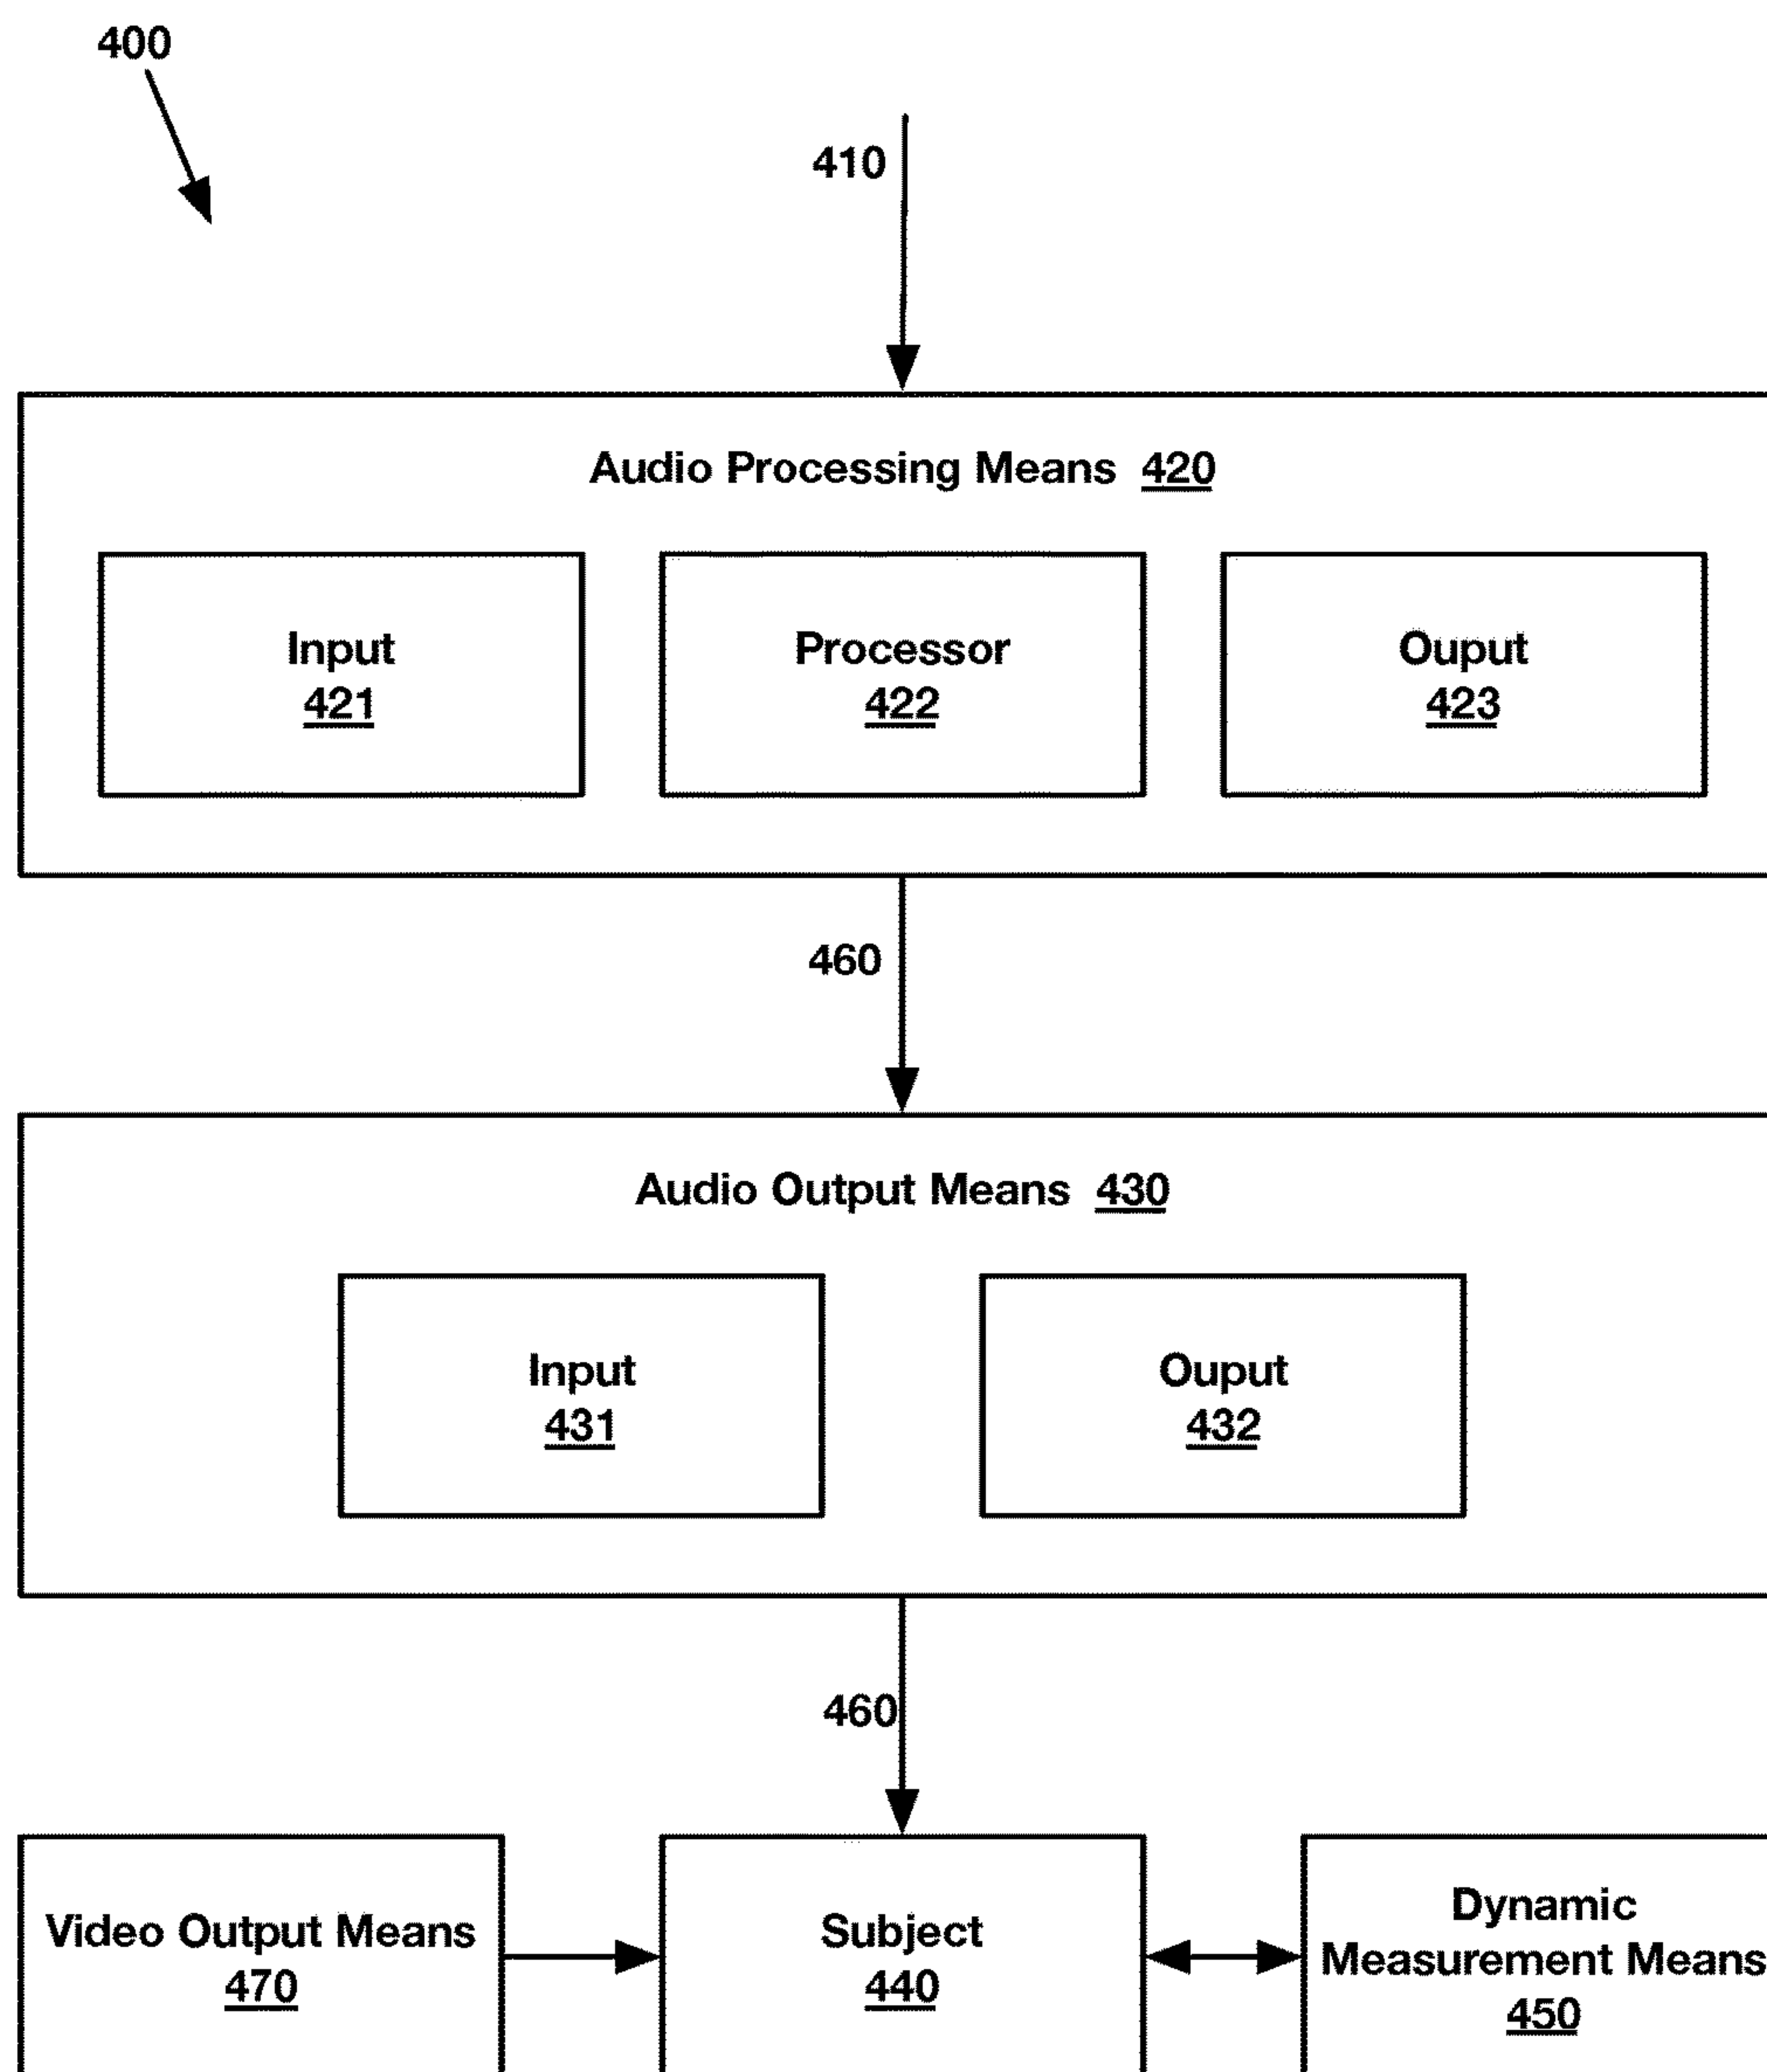 400
410
Audio Processing Means 420
Input
421
Processor
422
Ouput
423
460
Audio Output Means 430
Input
431
Ouput
432
460
Video Output Means
470
Subject
440
Dynamic
Measurement Means
450